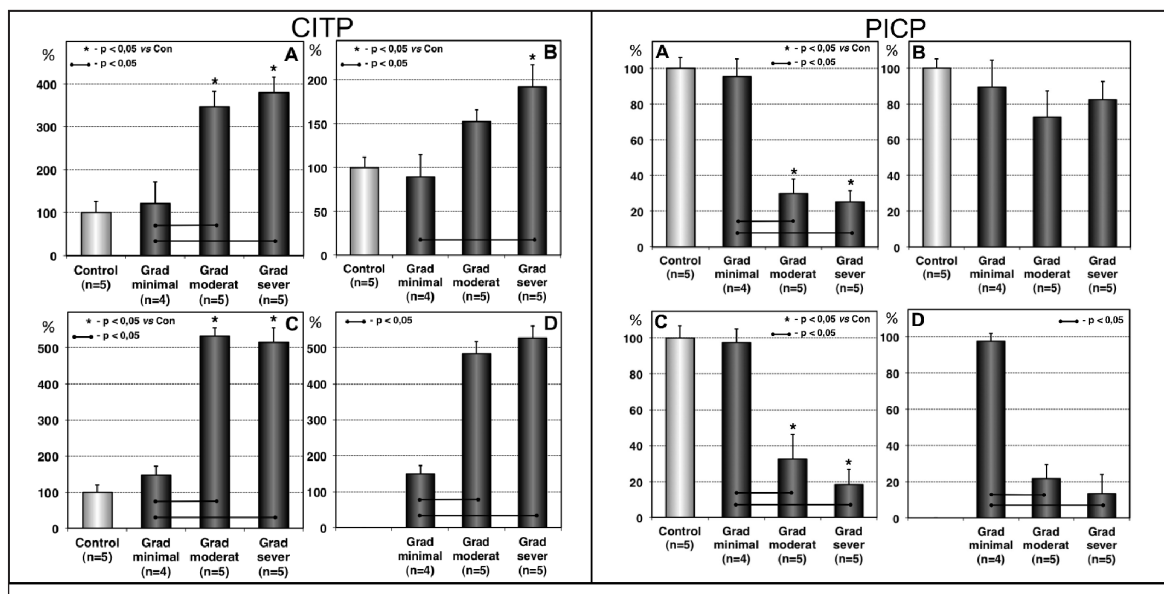 CITP
PICP
%
* - p < 0,05 vs Con
- p < 0,05
A
400
300
200
100
0
Control
(n=5)
Grad
minimal
(n=4)
Grad
moderat
(n=5)
Grad
sever
(n=5)
*
*
%
B
200
150
100
50
0
Control
(n=5)
Grad
minimal
(n=4)
Grad
moderat
(n=5)
Grad
sever
(n=5)
*
%
* - p < 0,05 vs Con
- p < 0,05
C
500
400
300
200
100
0
Control
(n=5)
Grad
minimal
(n=4)
Grad
moderat
(n=5)
Grad
sever
(n=5)
*
*
%
- p < 0,05
D
500
400
300
200
100
0
Grad
minimal
(n=4)
Grad
moderat
(n=5)
Grad
sever
(n=5)
%
A
* - p < 0,05 vs Con
- p < 0,05
100
80
60
40
20
0
Control
(n=5)
Grad
minimal
(n=4)
Grad
moderat
(n=5)
Grad
sever
(n=5)
*
*
%
B
100
80
60
40
20
0
Control
(n=5)
Grad
minimal
(n=4)
Grad
moderat
(n=5)
Grad
sever
(n=5)
%
C
* - p < 0,05 vs Con
- p < 0,05
100
80
60
40
20
0
Control
(n=5)
Grad
minimal
(n=4)
Grad
moderat
(n=5)
Grad
sever
(n=5)
*
*
%
D
- p < 0,05
100
80
60
40
20
0
Grad
minimal
(n=4)
Grad
moderat
(n=5)
Grad
sever
(n=5)